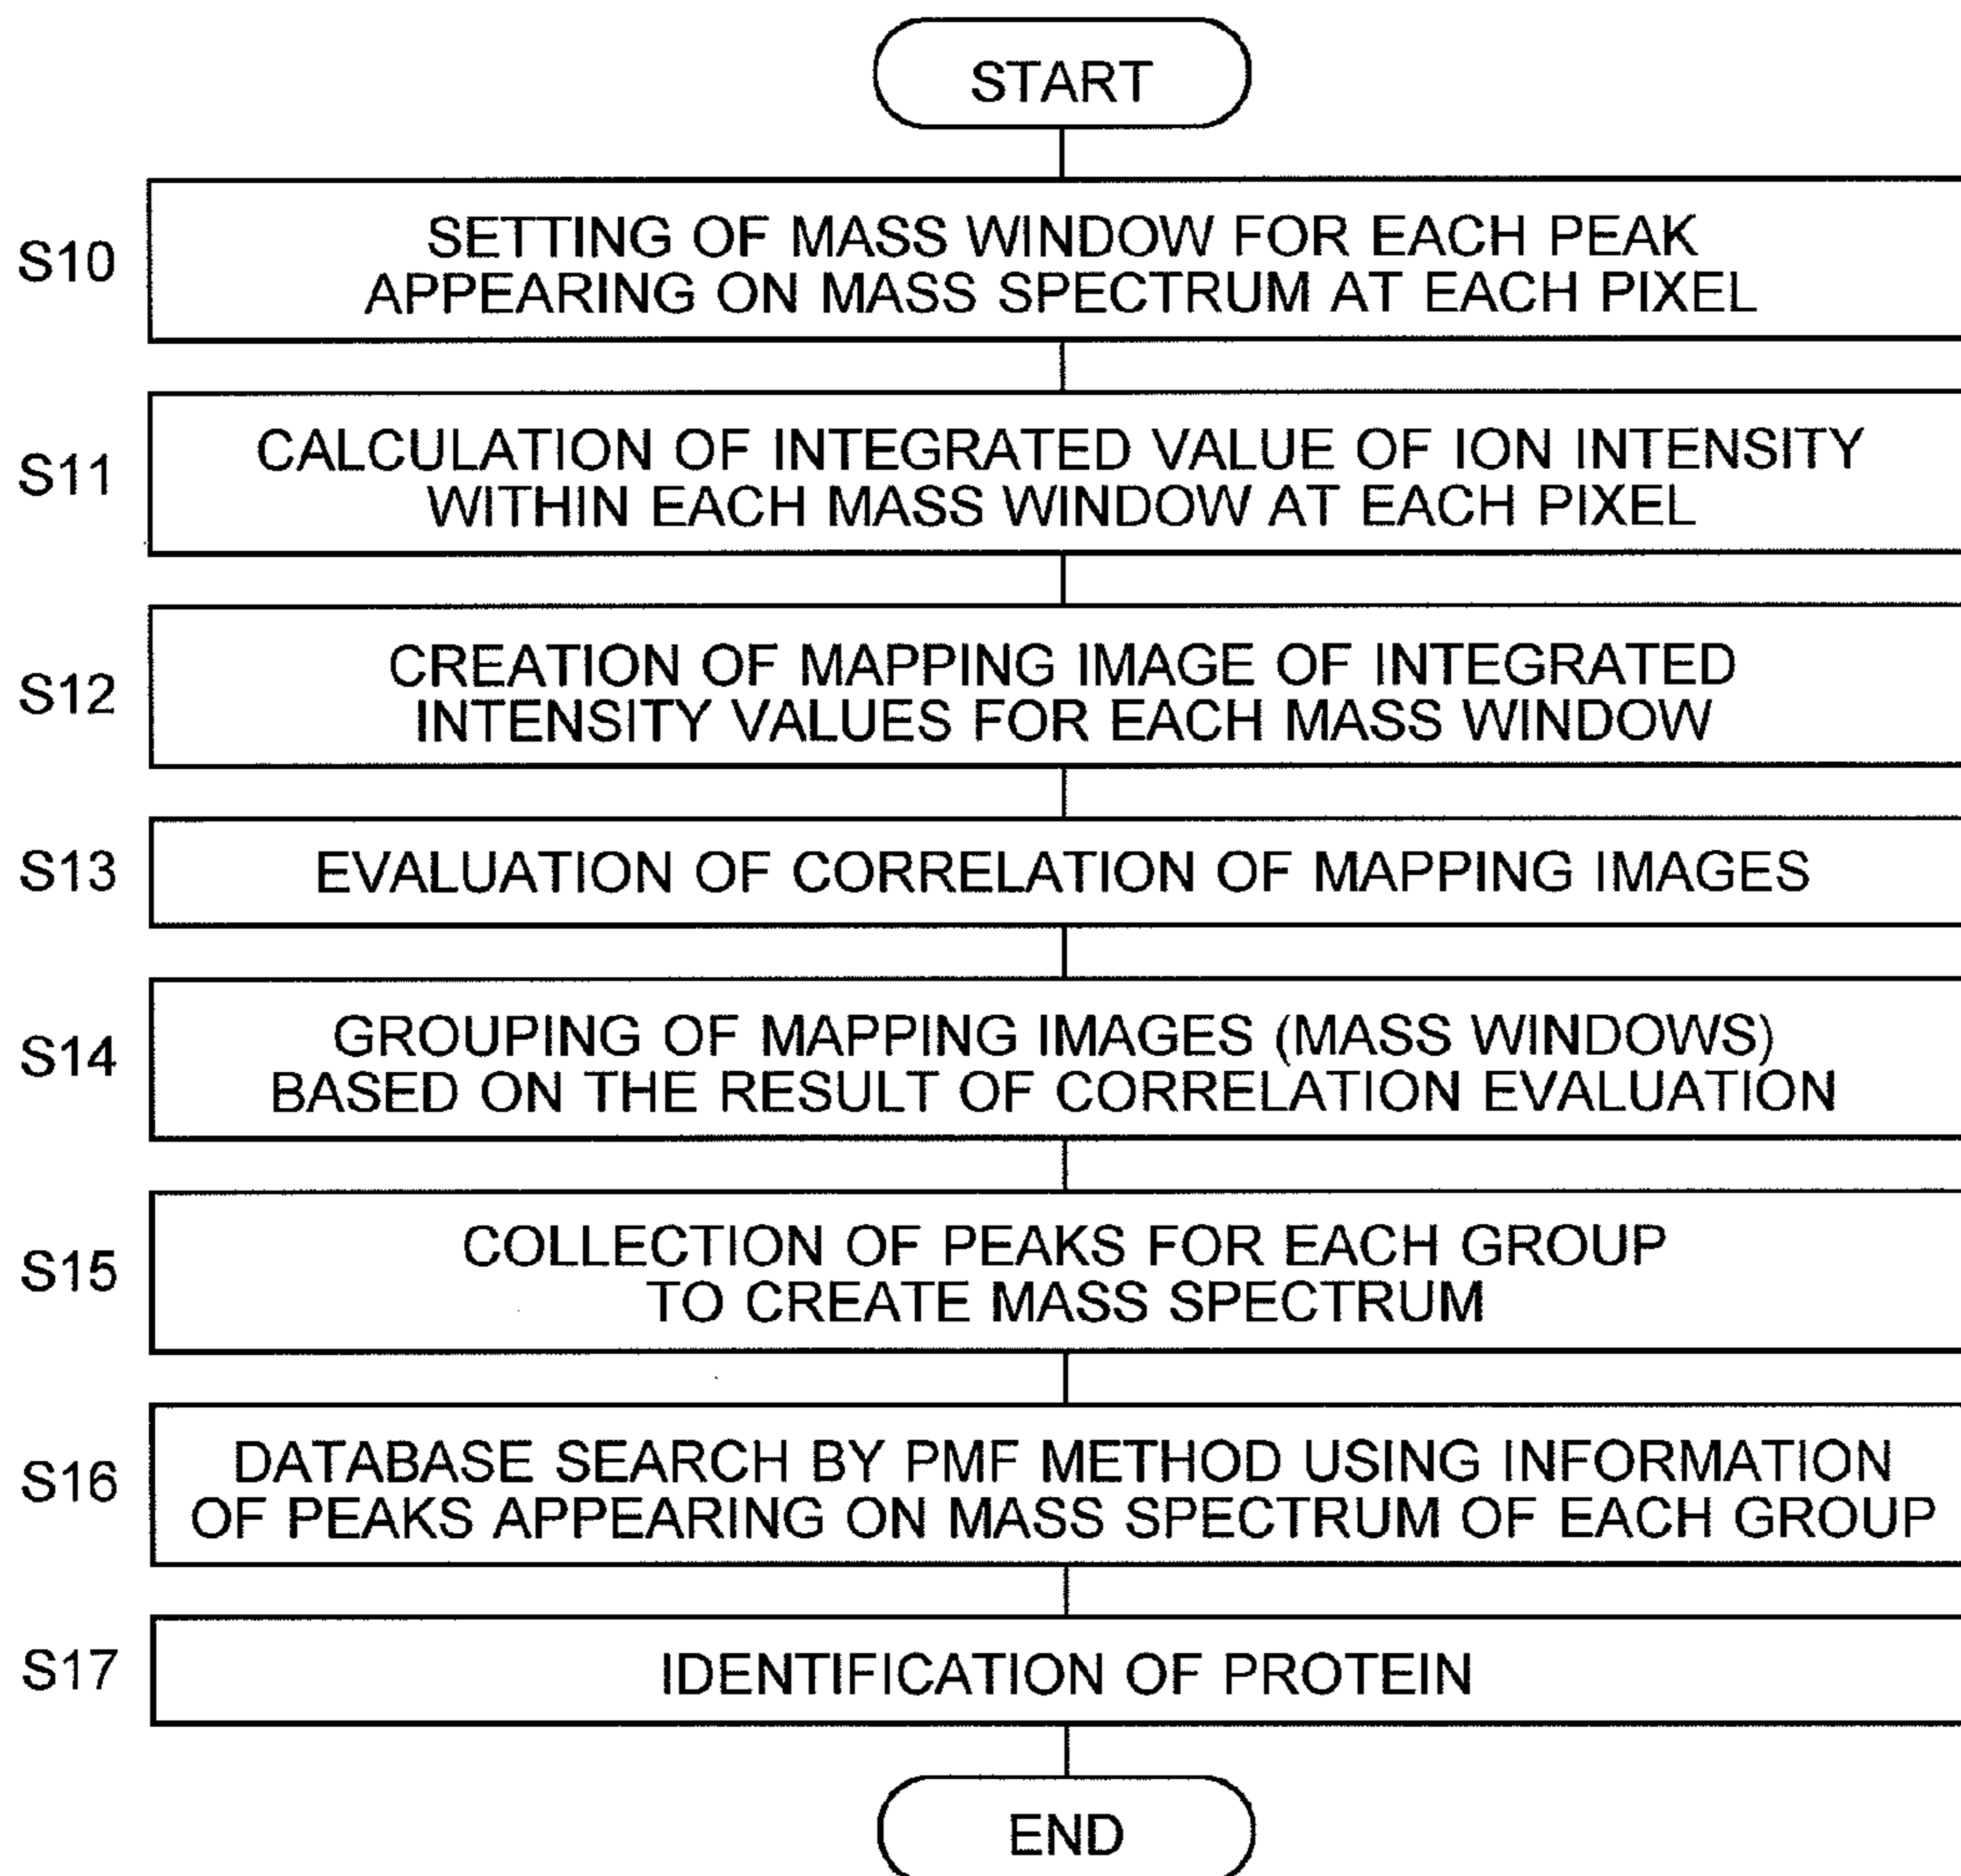 START
S10
SETTING OF MASS WINDOW FOR EACH PEAK
APPEARING ON MASS SPECTRUM AT EACH PIXEL
S11
CALCULATION OF INTEGRATED VALUE OF ION INTENSITY
WITHIN EACH MASS WINDOW AT EACH PIXEL
S12
CREATION OF MAPPING IMAGE OF INTEGRATED
INTENSITY VALUES FOR EACH MASS WINDOW
S13
EVALUATION OF CORRELATION OF MAPPING IMAGES
S14
GROUPING OF MAPPING IMAGES (MASS WINDOWS)
BASED ON THE RESULT OF CORRELATION EVALUATION
S15
COLLECTION OF PEAKS FOR EACH GROUP
TO CREATE MASS SPECTRUM
S16
DATABASE SEARCH BY PMF METHOD USING INFORMATION
OF PEAKS APPEARING ON MASS SPECTRUM OF EACH GROUP
S17
IDENTIFICATION OF PROTEIN
END